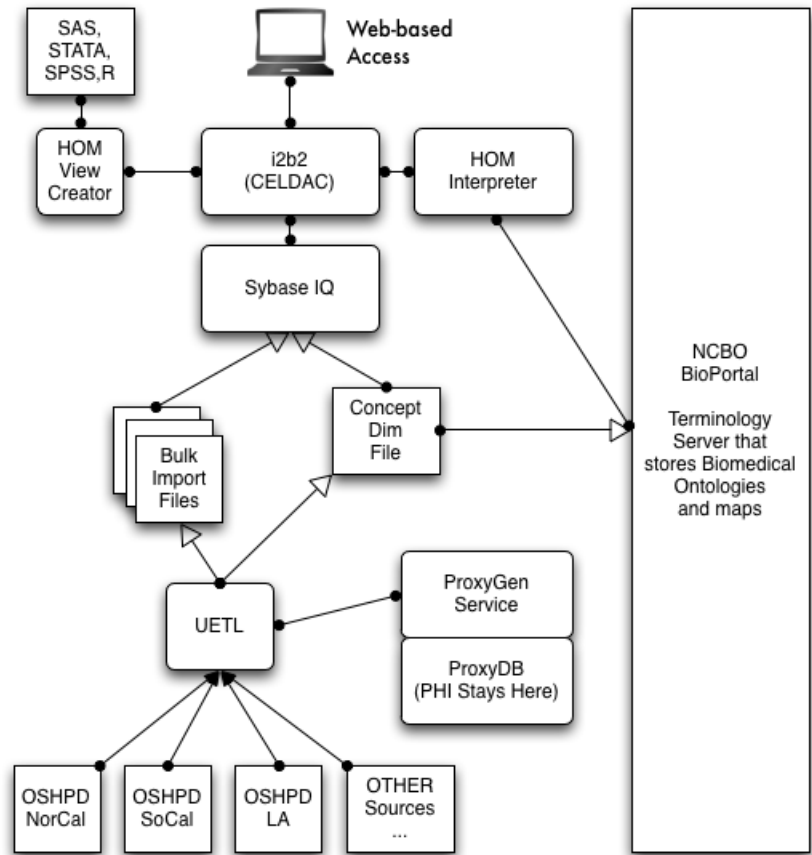 SAS,
STATA,
SPSS,R
Web-based
Access
HOM
View
Creator
i2b2
(CELDAC)
HOM
Interpreter
Sybase IQ
NCBO
BioPortal
Terminology
Server that
stores Biomedical
Ontologies
and maps
Bulk
Import
Files
Concept
Dim
File
UETL
ProxyGen
Service
ProxyDB
(PHI Stays Here)
OSHPD
NorCal
OSHPD
SoCal
OSHPD
LA
OTHER
Sources
...